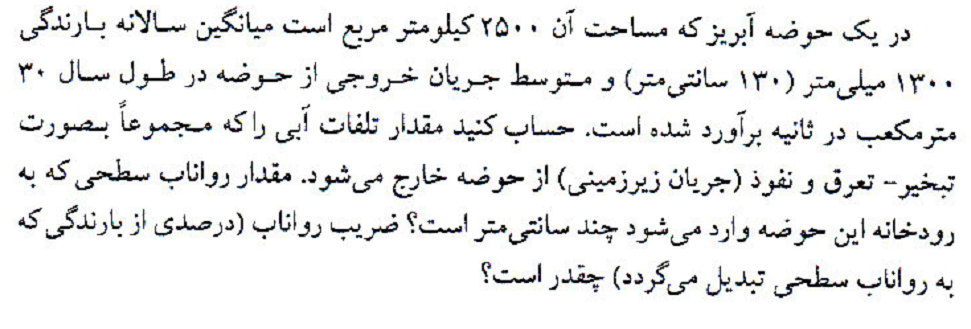 در یک حوضه آبریز که مساحت آن ۲۵۰۰ کیلومتر مربع است میانگین سالانه بارندگی
۱۳۰۰ میلی‌متر (۱۳۰ سانتی‌متر) و متوسط جریان خروجی از حوضه در طول سال ۳۰
مترمکعب در ثانیه برآورد شده است. حساب کنید مقدار تلفات آبی را که مجموعاً بصورت
تبخیر- تعرق و نفوذ (جریان زیرزمینی) از حوضه خارج می‌شود. مقدار رواناب سطحی که به
رودخانه این حوضه وارد می‌شود چند سانتی‌متر است؟ ضریب رواناب (درصدی از بارندگی که
به رواناب سطحی تبدیل می‌گردد) چقدر است؟